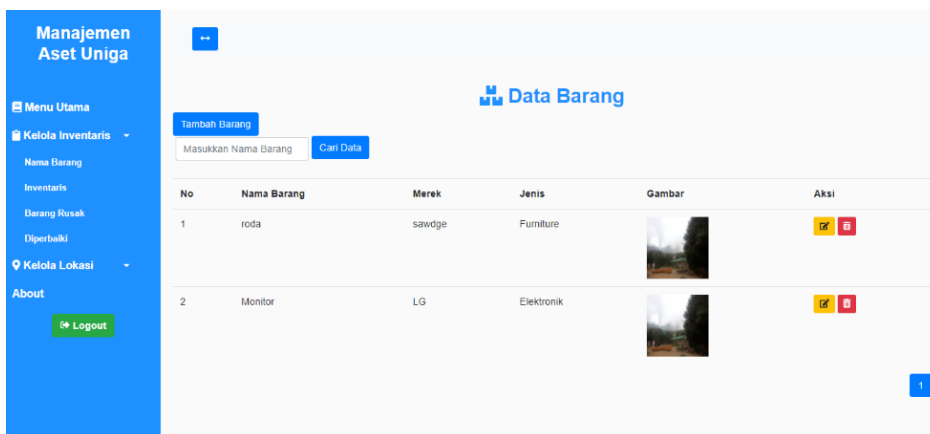 Manajemen
Aset Uniga
Menu Utama
Kelola Inventaris
Nama Barang
Inventaris
Barang Rusak
Diperbaiki
Kelola Lokasi
About
Logout
Data Barang
Tambah Barang
Masukkan Nama Barang Cari Data
No Nama Barang Merek Jenis Gambar Aksi
1 roda sawdge Furniture
2 Monitor LG Elektronik
1